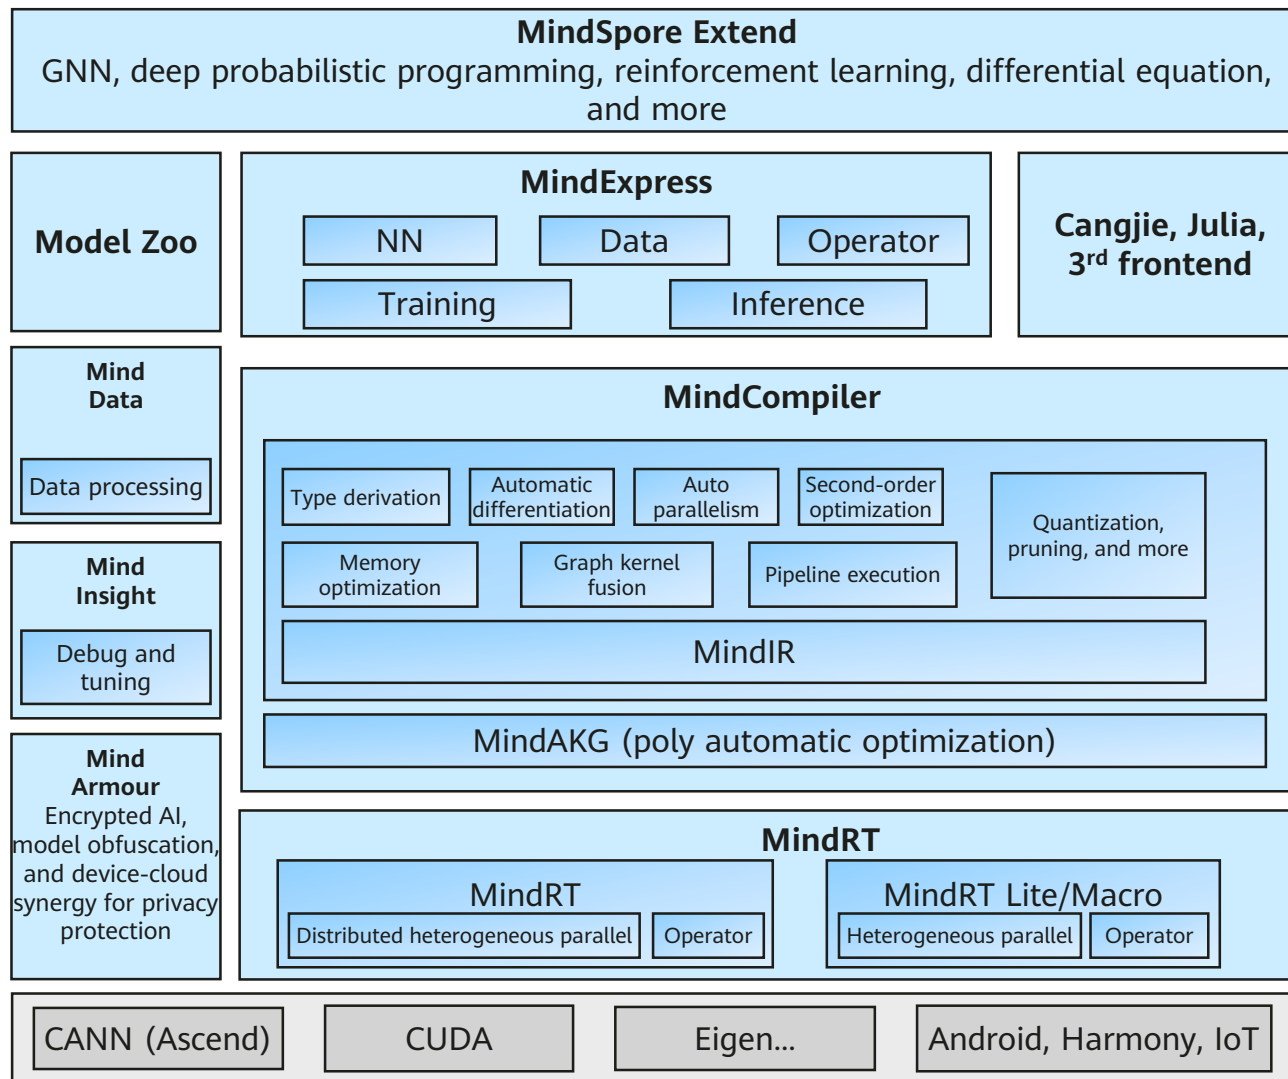 MindSpore Extend
GNN, deep probabilistic programming, reinforcement learning, differential equation,
and more
Model Zoo
MindExpress
NN
Data
Operator
Training
Inference
Cangjie, Julia,
3rd frontend
Mind
Data
Data processing
Mind
Insight
Debug and
tuning
Mind
Armour
Encrypted AI,
model obfuscation,
and device-cloud
synergy for privacy
protection
MindCompiler
Type derivation
Automatic
differentiation
Auto
parallelism
Second-order
optimization
Quantization,
pruning, and more
Memory
optimization
Graph kernel
fusion
Pipeline execution
MindIR
MindAKG (poly automatic optimization)
MindRT
MindRT
Distributed heterogeneous parallel
Operator
MindRT Lite/Macro
Heterogeneous parallel
Operator
CANN (Ascend)
CUDA
Eigen...
Android, Harmony, IoT